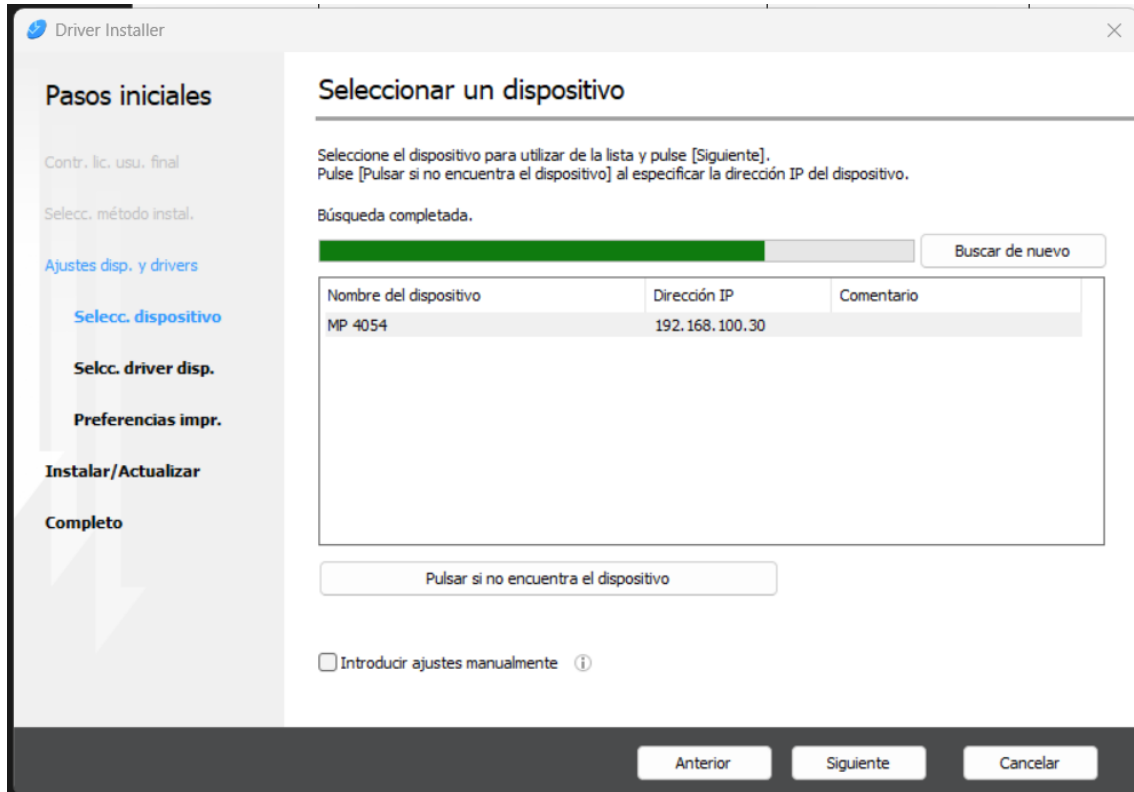 Driver Installer
Pasos iniciales
Contr. lic. usu. final
Selecc. método instal.
Ajustes disp. y drivers
Selecc. dispositivo
Selcc. driver disp.
Preferencias impr.
Instalar/Actualizar
Completo
Seleccionar un dispositivo
Seleccione el dispositivo para utilizar de la lista y pulse [Siguiente].
Pulse [Pulsar si no encuentra el dispositivo] al especificar la dirección IP del dispositivo.
Búsqueda completada.
Buscar de nuevo
Nombre del dispositivo Dirección IP Comentario
MP 4054 192.168.100.30
Pulsar si no encuentra el dispositivo
Introducir ajustes manualmente
Anterior Siguiente Cancelar